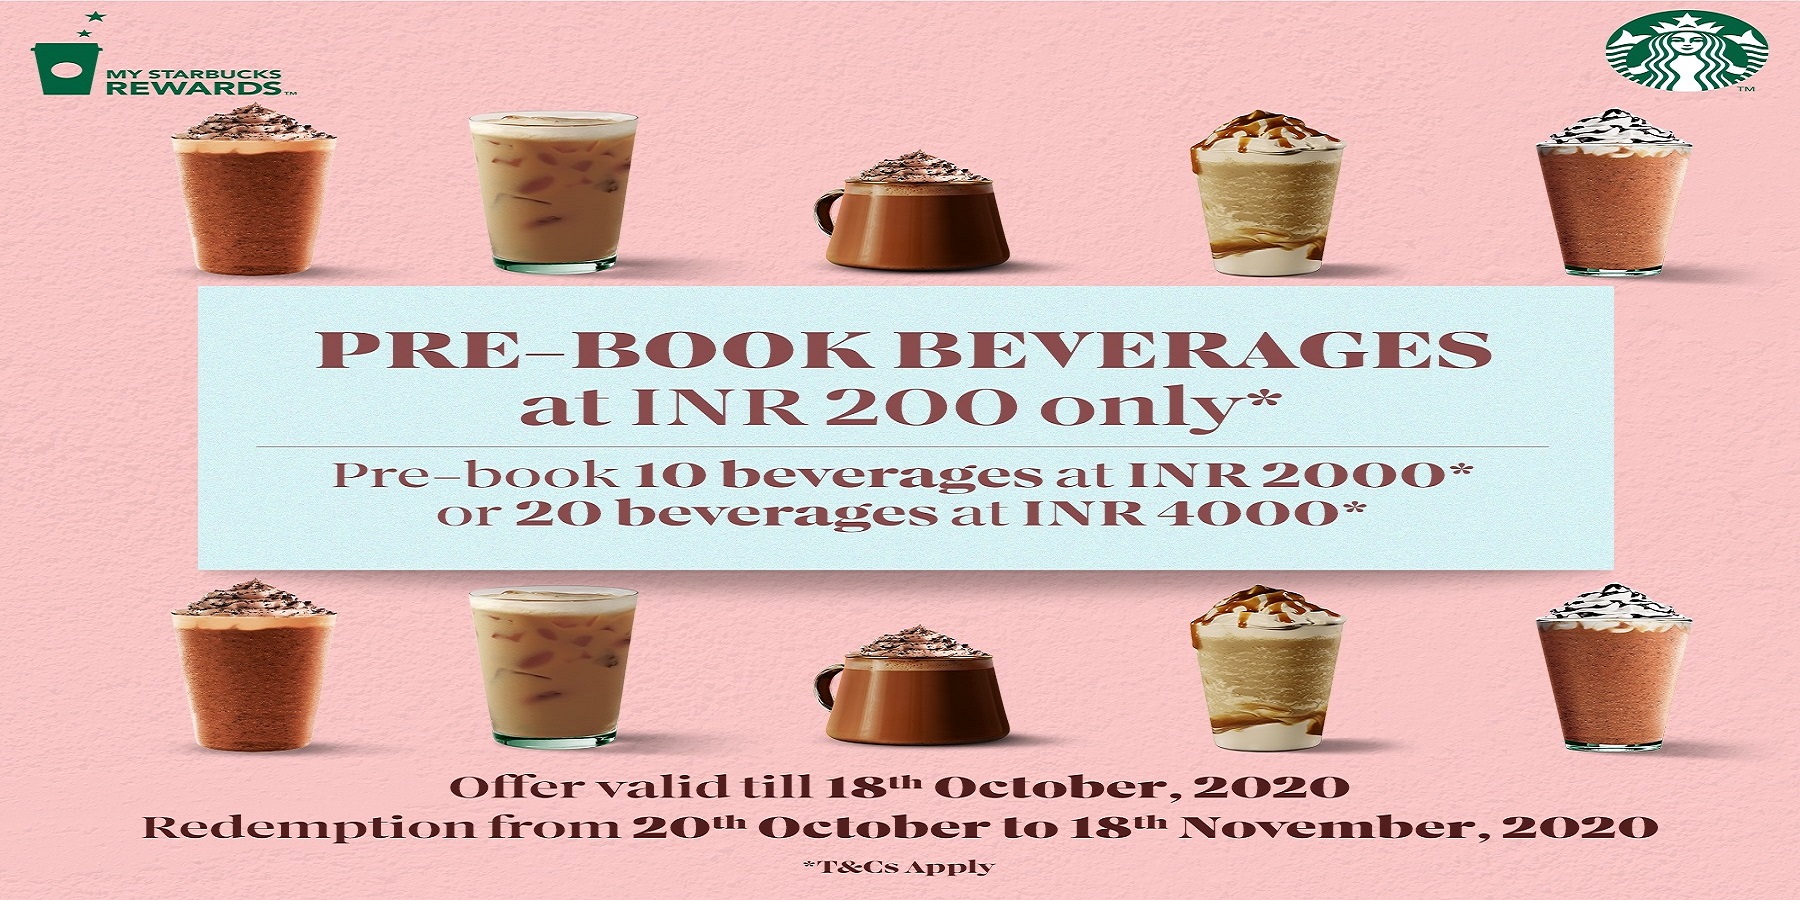 MY STARBUCKS
REWARDS™
TM
PRE-BOOK BEVERAGES
at INR 200 only*
Pre-book 10 beverages at INR 2000*
or 20 beverages at INR 4000*
Offer valid till 18th October, 2020
Redemption from 20th October to 18th November, 2020
*T&Cs Apply